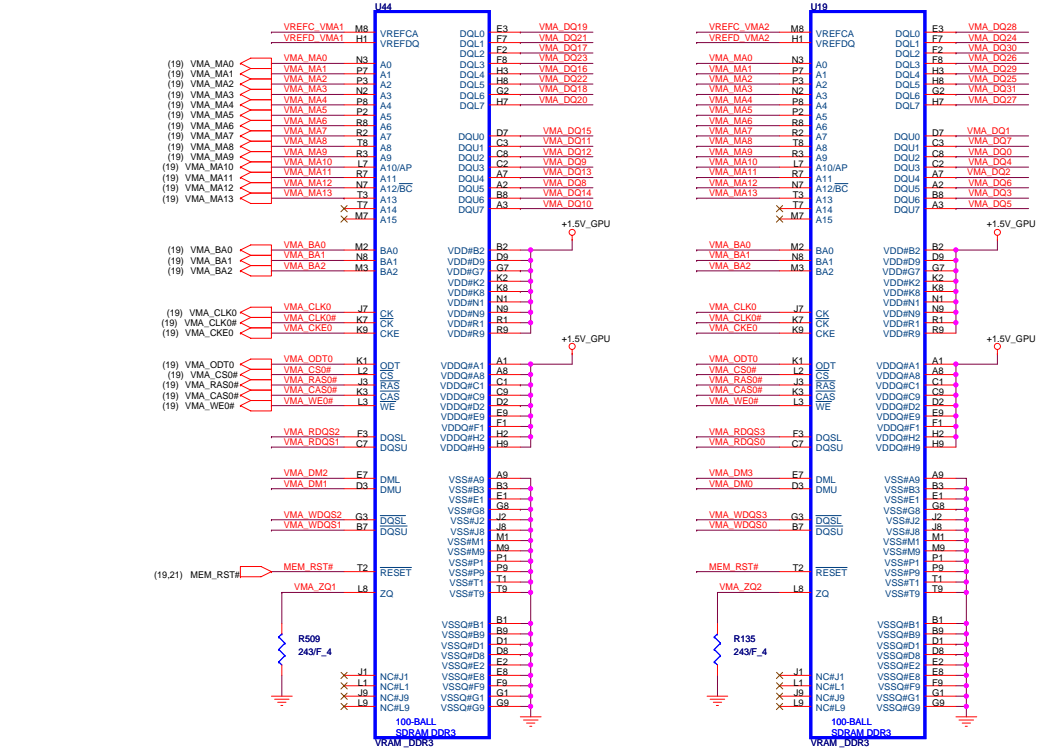 U44
VREFC_VMA1 M8 VREFCA DQL0 E3 VMA_DQ19
VREFD_VMA1 H1 VREFDQ DQL1 F7 VMA_DQ21
DQL2 F2 VMA_DQ17
(19) VMA_MA0 VMA_MA0 N3 A0 DQL3 F8 VMA_DQ23
(19) VMA_MA1 VMA_MA1 P7 A1 DQL4 H3 VMA_DQ16
(19) VMA_MA2 VMA_MA2 P3 A2 DQL5 H8 VMA_DQ22
(19) VMA_MA3 VMA_MA3 N2 A3 DQL6 G2 VMA_DQ18
(19) VMA_MA4 VMA_MA4 P8 A4 DQL7 H7 VMA_DQ20
(19) VMA_MA5 VMA_MA5 P2 A5
(19) VMA_MA6 VMA_MA6 R8 A6
(19) VMA_MA7 VMA_MA7 R2 A7 DQU0 D7 VMA_DQ15
(19) VMA_MA8 VMA_MA8 T8 A8 DQU1 C3 VMA_DQ11
(19) VMA_MA9 VMA_MA9 R3 A9 DQU2 C8 VMA_DQ12
(19) VMA_MA10 VMA_MA10 L7 A10/AP DQU3 C2 VMA_DQ9
(19) VMA_MA11 VMA_MA11 R7 A11 DQU4 A7 VMA_DQ13
(19) VMA_MA12 VMA_MA12 N7 A12/BC DQU5 A2 VMA_DQ8
(19) VMA_MA13 VMA_MA13 T3 A13 DQU6 B8 VMA_DQ14
T7 A14 DQU7 A3 VMA_DQ10
M7 A15
+1.5V_GPU
(19) VMA_BA0 VMA_BA0 M2 BA0 VDD#B2 B2
(19) VMA_BA1 VMA_BA1 N8 BA1 VDD#D9 D9
(19) VMA_BA2 VMA_BA2 M3 BA2 VDD#G7 G7
VDD#K2 K2
VDD#K8 K8
VDD#N1 N1
(19) VMA_CLK0 VMA_CLK0 J7 CK VDD#N9 N9
(19) VMA_CLK0# VMA_CLK0# K7 CK VDD#R1 R1
(19) VMA_CKE0 VMA_CKE0 K9 CKE VDD#R9 R9
+1.5V_GPU
(19) VMA_ODT0 VMA_ODT0 K1 ODT VDDQ#A1 A1
(19) VMA_CS0# VMA_CS0# L2 CS VDDQ#A8 A8
(19) VMA_RAS0# VMA_RAS0# J3 RAS VDDQ#C1 C1
(19) VMA_CAS0# VMA_CAS0# K3 CAS VDDQ#C9 C9
(19) VMA_WE0# VMA_WE0# L3 WE VDDQ#D2 D2
VDDQ#E9 E9
VDDQ#F1 F1
VMA_RDQS2 F3 DQSL VDDQ#H2 H2
VMA_RDQS1 C7 DQSU VDDQ#H9 H9
VMA_DM2 E7 DML VSS#A9 A9
VMA_DM1 D3 DMU VSS#B3 B3
VSS#E1 E1
VSS#G8 G8
VMA_WDQS2 G3 DQSL VSS#J2 J2
VMA_WDQS1 B7 DQSU VSS#J8 J8
VSS#M1 M1
VSS#M9 M9
VSS#P1 P1
(19,21) MEM_RST# MEM_RST# T2 RESET VSS#P9 P9
VSS#T1 T1
VMA_ZQ1 L8 ZQ VSS#T9 T9
VSSQ#B1 B1
VSSQ#B9 B9
R509 VSSQ#D1 D1
243/F_4 VSSQ#D8 D8
VSSQ#E2 E2
J1 NC#J1 VSSQ#E8 E8
L1 NC#L1 VSSQ#F9 F9
J9 NC#J9 VSSQ#G1 G1
L9 NC#L9 VSSQ#G9 G9
100-BALL
SDRAM DDR3
VRAM _DDR3
U19
VREFC_VMA2 M8 VREFCA DQL0 E3 VMA_DQ28
VREFD_VMA2 H1 VREFDQ DQL1 F7 VMA_DQ24
DQL2 F2 VMA_DQ30
VMA_MA0 N3 A0 DQL3 F8 VMA_DQ26
VMA_MA1 P7 A1 DQL4 H3 VMA_DQ29
VMA_MA2 P3 A2 DQL5 H8 VMA_DQ25
VMA_MA3 N2 A3 DQL6 G2 VMA_DQ31
VMA_MA4 P8 A4 DQL7 H7 VMA_DQ27
VMA_MA5 P2 A5
VMA_MA6 R8 A6
VMA_MA7 R2 A7 DQU0 D7 VMA_DQ1
VMA_MA8 T8 A8 DQU1 C3 VMA_DQ7
VMA_MA9 R3 A9 DQU2 C8 VMA_DQ0
VMA_MA10 L7 A10/AP DQU3 C2 VMA_DQ4
VMA_MA11 R7 A11 DQU4 A7 VMA_DQ2
VMA_MA12 N7 A12/BC DQU5 A2 VMA_DQ6
VMA_MA13 T3 A13 DQU6 B8 VMA_DQ3
T7 A14 DQU7 A3 VMA_DQ5
M7 A15
+1.5V_GPU
VMA_BA0 M2 BA0 VDD#B2 B2
VMA_BA1 N8 BA1 VDD#D9 D9
VMA_BA2 M3 BA2 VDD#G7 G7
VDD#K2 K2
VDD#K8 K8
VDD#N1 N1
VMA_CLK0 J7 CK VDD#N9 N9
VMA_CLK0# K7 CK VDD#R1 R1
VMA_CKE0 K9 CKE VDD#R9 R9
+1.5V_GPU
VMA_ODT0 K1 ODT VDDQ#A1 A1
VMA_CS0# L2 CS VDDQ#A8 A8
VMA_RAS0# J3 RAS VDDQ#C1 C1
VMA_CAS0# K3 CAS VDDQ#C9 C9
VMA_WE0# L3 WE VDDQ#D2 D2
VDDQ#E9 E9
VDDQ#F1 F1
VMA_RDQS3 F3 DQSL VDDQ#H2 H2
VMA_RDQS0 C7 DQSU VDDQ#H9 H9
VMA_DM3 E7 DML VSS#A9 A9
VMA_DM0 D3 DMU VSS#B3 B3
VSS#E1 E1
VSS#G8 G8
VMA_WDQS3 G3 DQSL VSS#J2 J2
VMA_WDQS0 B7 DQSU VSS#J8 J8
VSS#M1 M1
VSS#M9 M9
VSS#P1 P1
MEM_RST# T2 RESET VSS#P9 P9
VSS#T1 T1
VMA_ZQ2 L8 ZQ VSS#T9 T9
VSSQ#B1 B1
VSSQ#B9 B9
R135 VSSQ#D1 D1
243/F_4 VSSQ#D8 D8
VSSQ#E2 E2
J1 NC#J1 VSSQ#E8 E8
L1 NC#L1 VSSQ#F9 F9
J9 NC#J9 VSSQ#G1 G1
L9 NC#L9 VSSQ#G9 G9
100-BALL
SDRAM DDR3
VRAM _DDR3